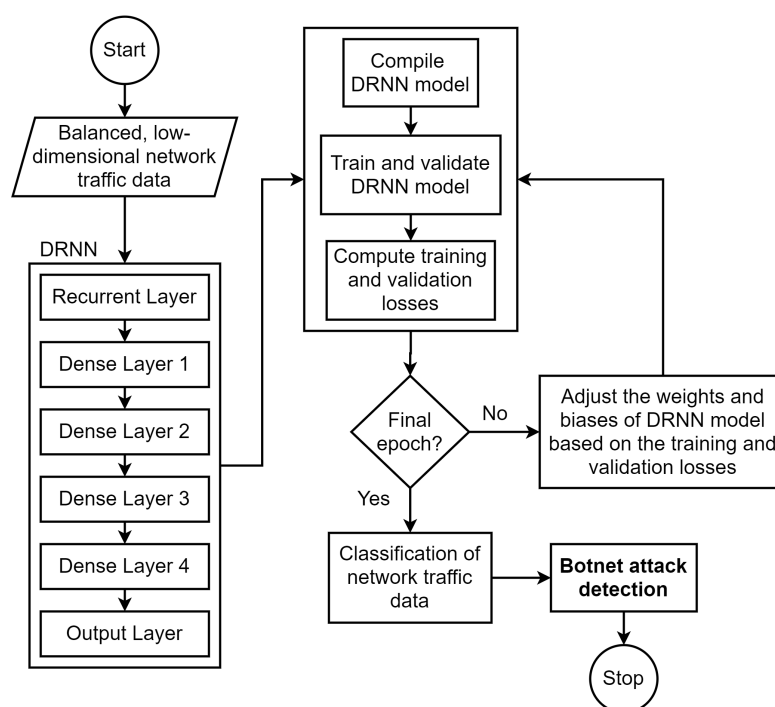 Start
Balanced, low-
dimensional network
traffic data
DRNN
Recurrent Layer
Dense Layer 1
Dense Layer 2
Dense Layer 3
Dense Layer 4
Output Layer
Compile
DRNN model
Train and validate
DRNN model
Compute training
and validation
losses
Final
epoch?
No
Adjust the weights and
biases of DRNN model
based on the training and
validation losses
Yes
Classification of
network traffic
data
Botnet attack
detection
Stop